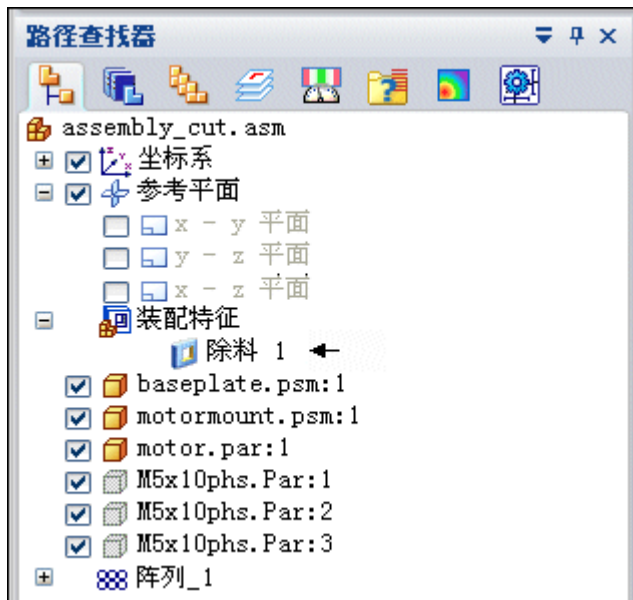 路径查找器
assembly_cut.asm
坐标系
参考平面
x - y 平面
y - z 平面
x - z 平面
装配特征
除料 1
baseplate.psm:1
motormount.psm:1
motor.par:1
M5x10phs.Par:1
M5x10phs.Par:2
M5x10phs.Par:3
阵列_1